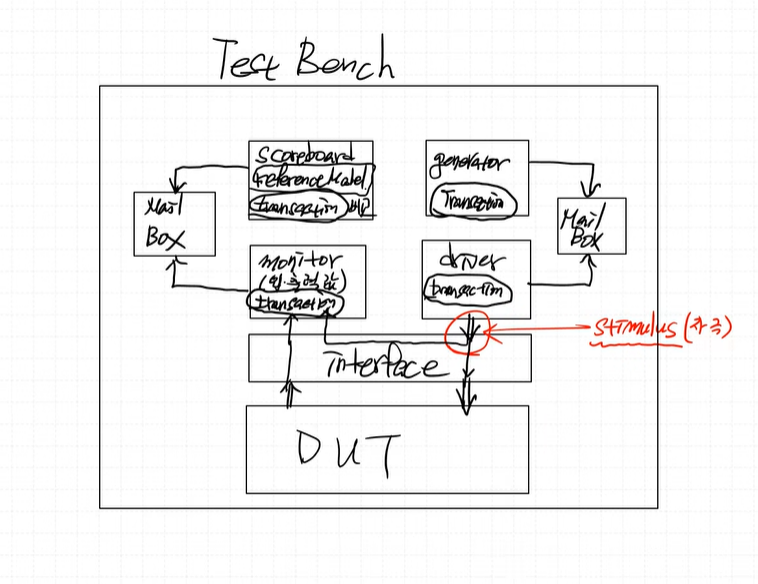 Test Bench
scoreboard
(reference Model)
transaction 비교
generator
Transaction
Mail
BOX
Mail
BOX
monitor
(입·출력 값)
transaction
driver
transaction
stimulus (자극)
interface
DUT